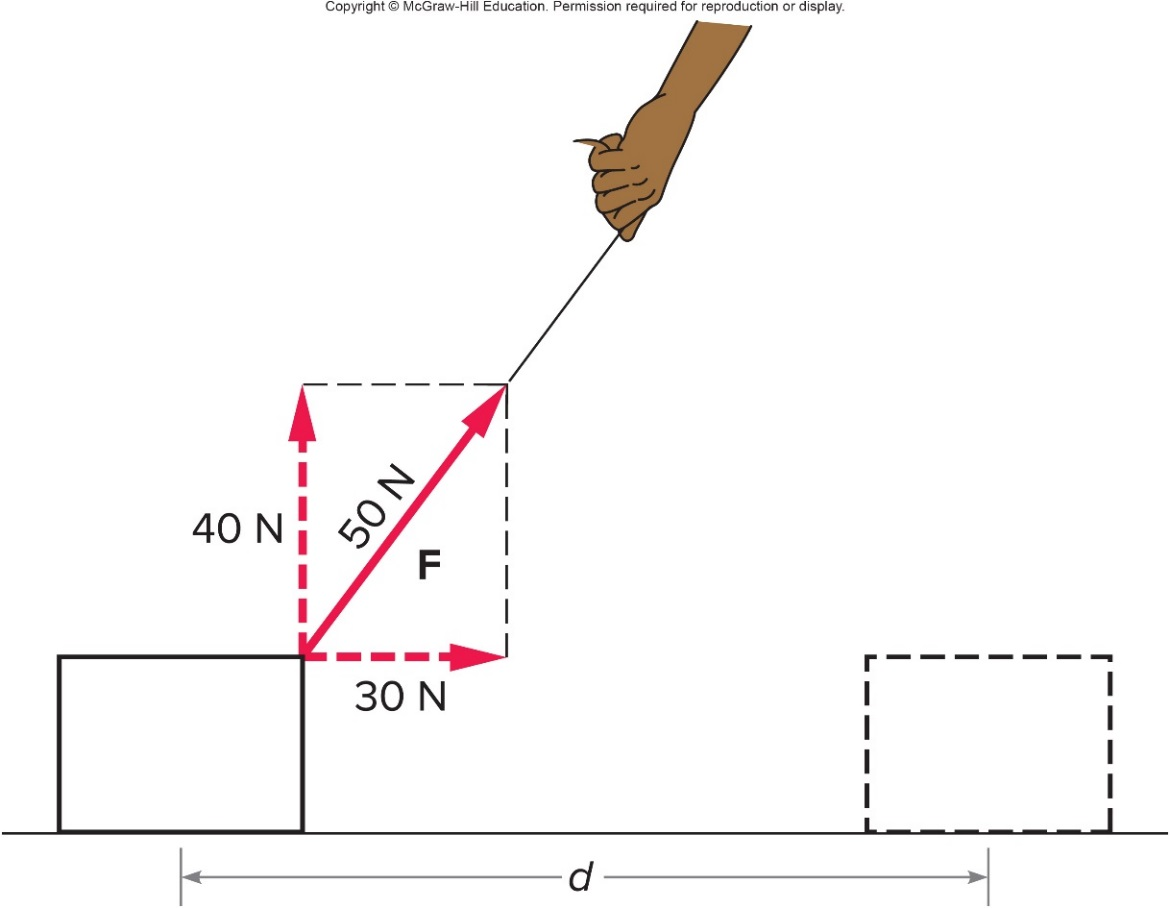 Copyright © McGraw-Hill Education. Permission required for reproduction or display.
50 N
40 N
F
30 N
d